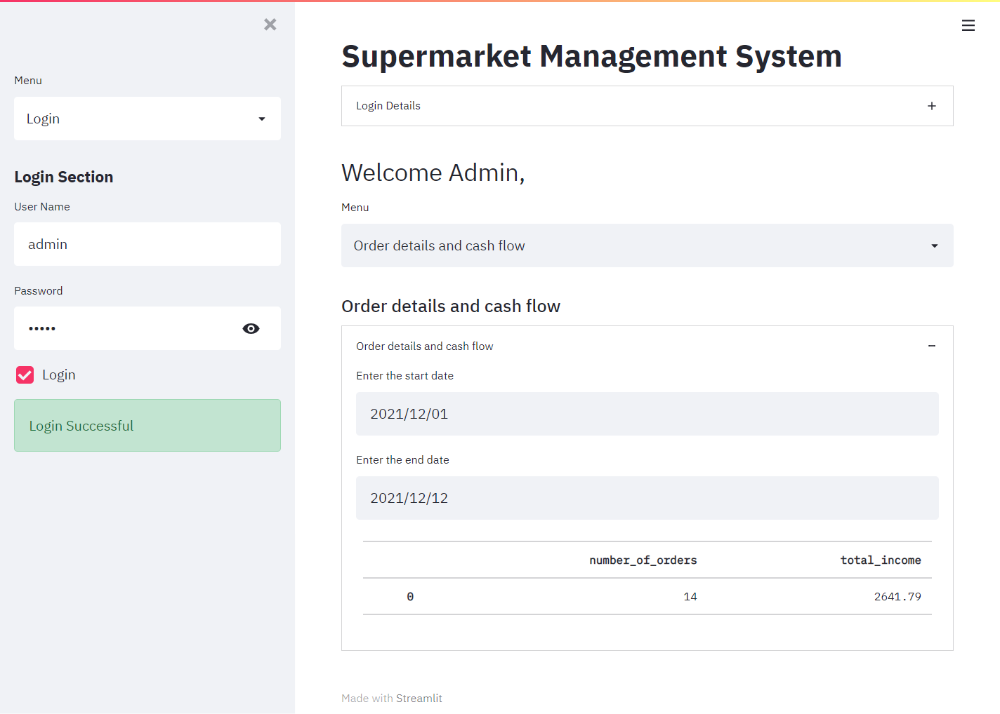 Menu
Login
Login Section
User Name
admin
Password
•••••
Login
Login Successful
Supermarket Management System
Login Details
Welcome Admin,
Menu
Order details and cash flow
Order details and cash flow
Order details and cash flow
Enter the start date
2021/12/01
Enter the end date
2021/12/12
number_of_orders total_income
0 14 2641.79
Made with Streamlit